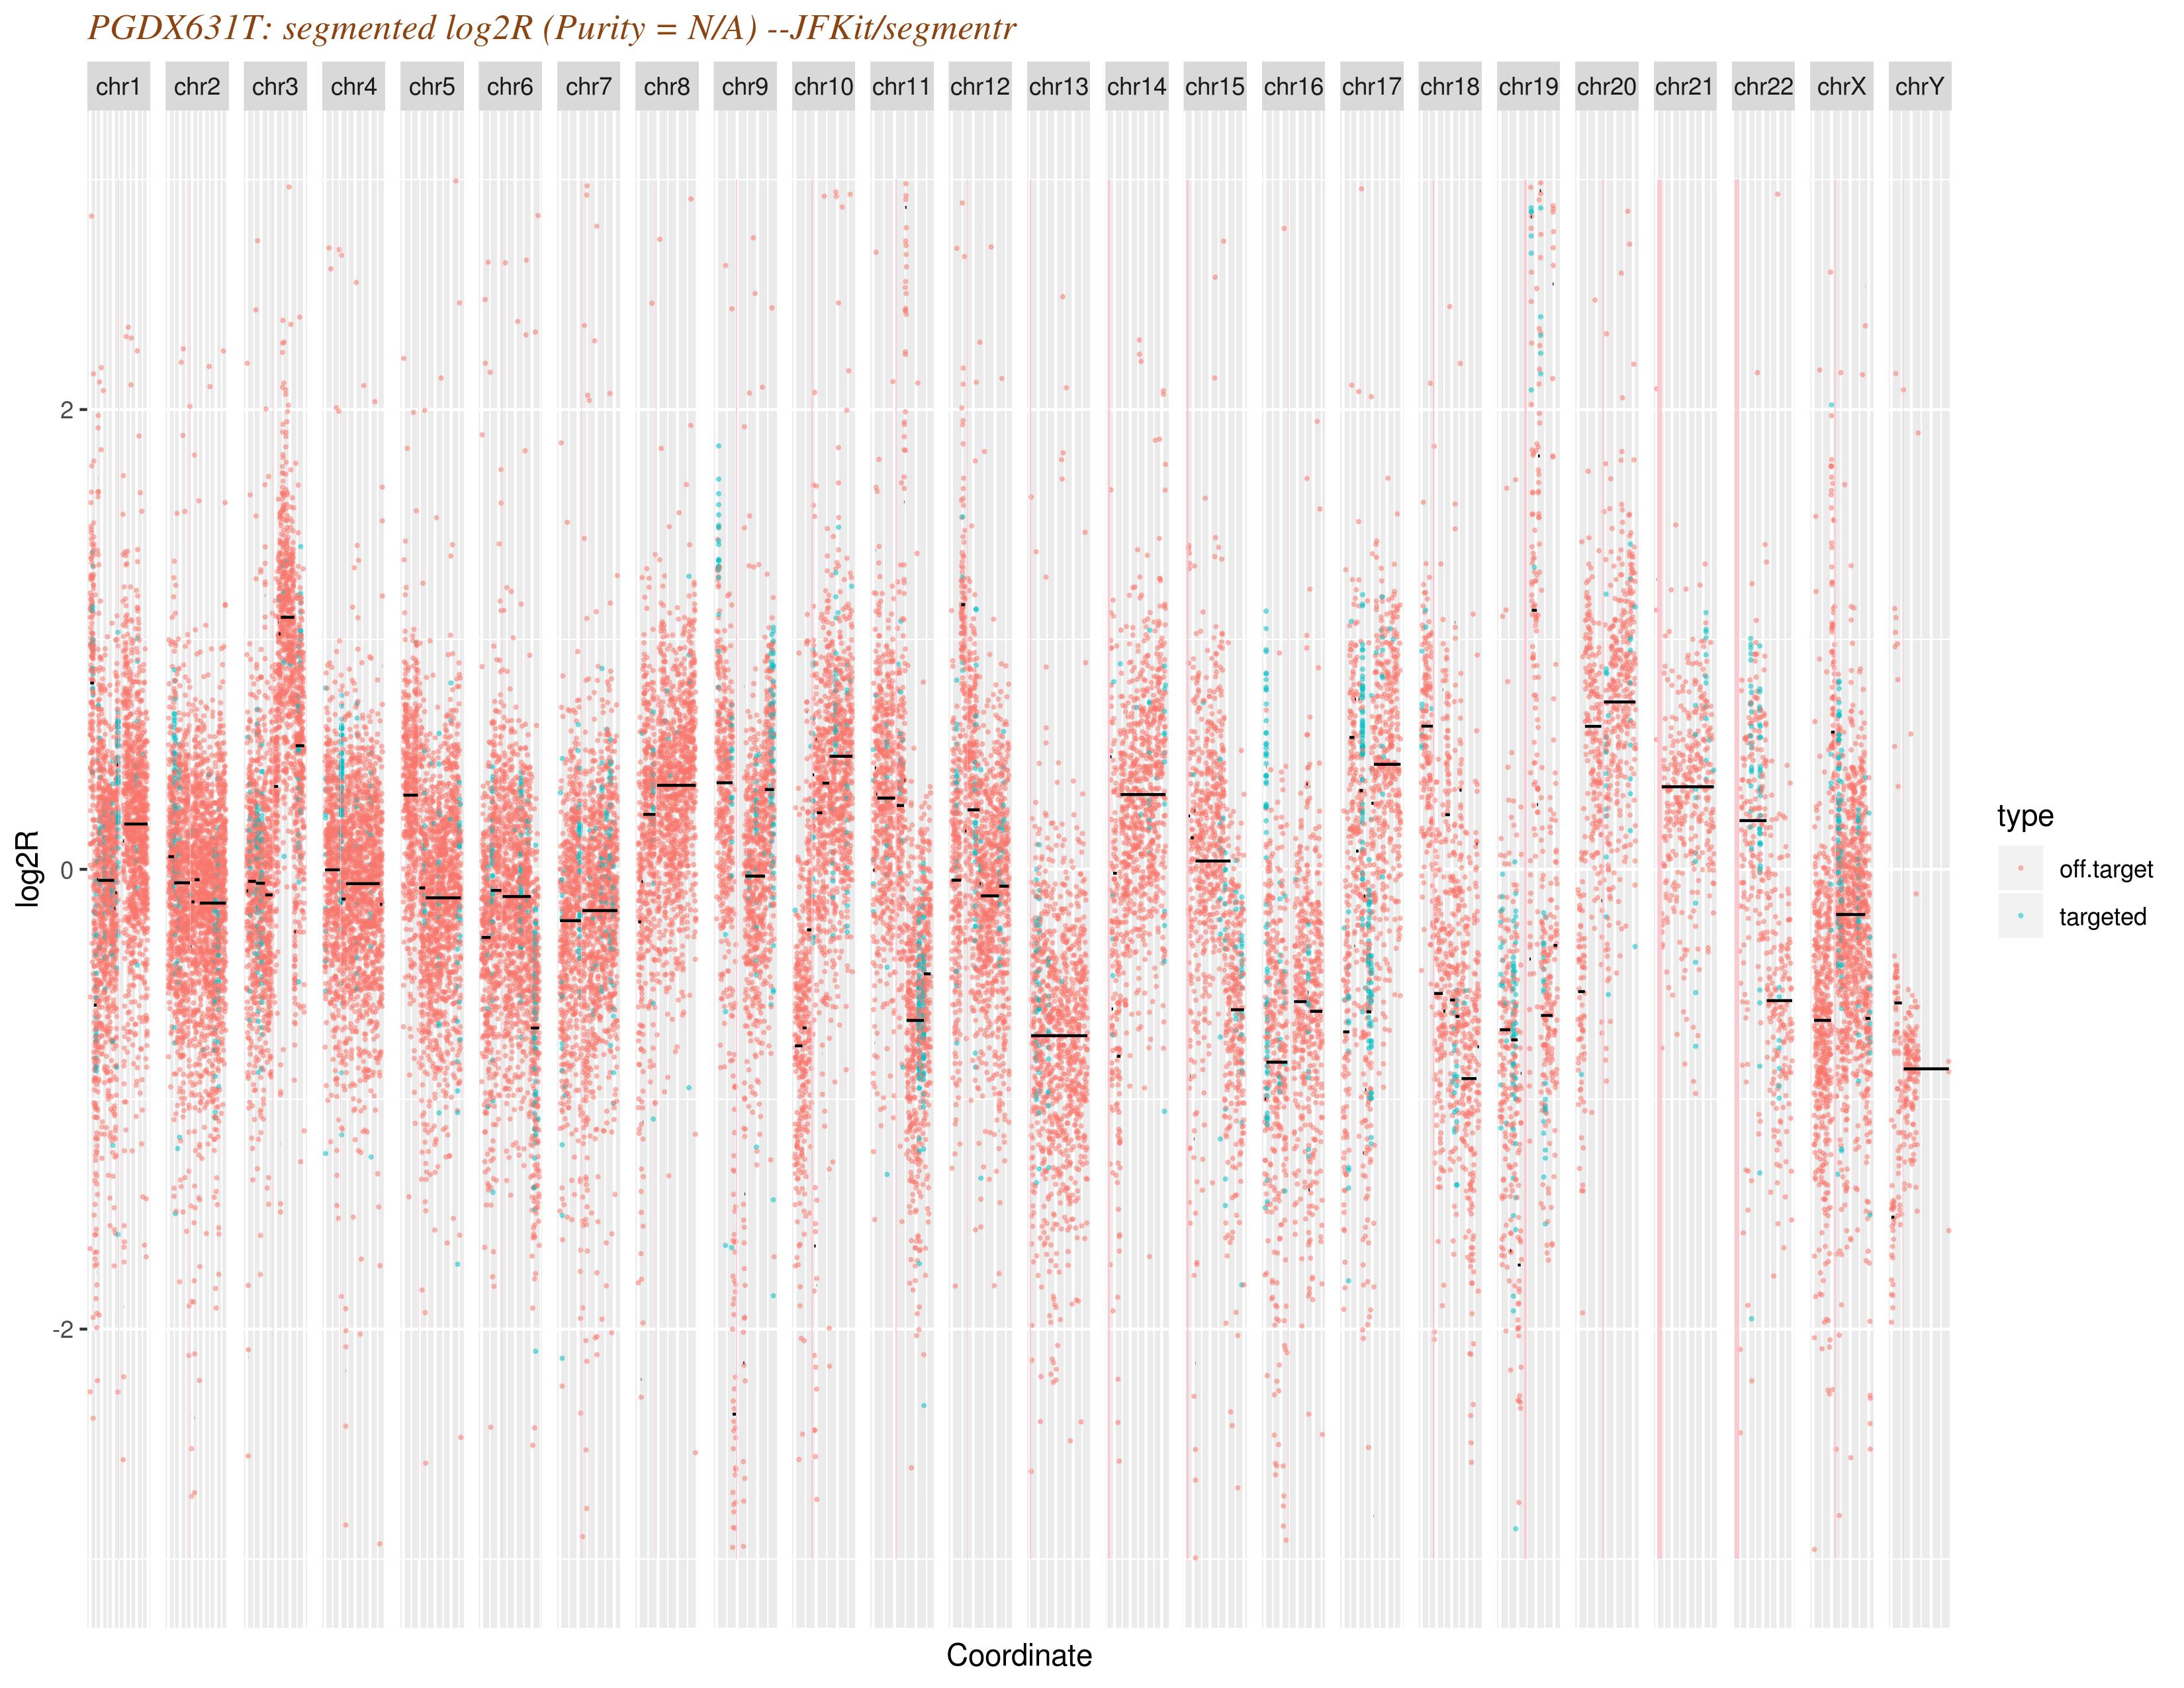 PGDX631T: segmented log2R (Purity = N/A) --JFKit/segmentr
chr1 chr2 chr3 chr4 chr5 chr6 chr7 chr8 chr9 chr10 chr11 chr12 chr13 chr14 chr15 chr16 chr17 chr18 chr19 chr20 chr21 chr22 chrX chrY
2
0
-2
log2R
Coordinate
type
off.target
targeted